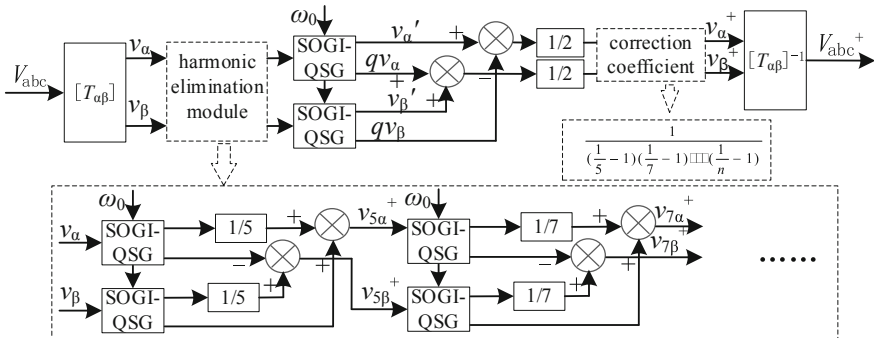 V_abc
[T_αβ]
v_α
v_β
harmonic
elimination
module
ω₀
SOGI-
QSG
SOGI-
QSG
v_α′
qv_α
v_β′
qv_β
+
+
+
−
1/2
1/2
correction
coefficient
v_α⁺
v_β⁺
[T_αβ]⁻¹
V_abc⁺
1
(1/5−1)(1/7−1)□□□(1/n−1)
ω₀
v_α
v_β
SOGI-
QSG
SOGI-
QSG
1/5
1/5
+
−
+
+
v_5α⁺
v_5β⁺
ω₀
SOGI-
QSG
SOGI-
QSG
1/7
1/7
+
−
+
+
v_7α⁺
v_7β⁺
……